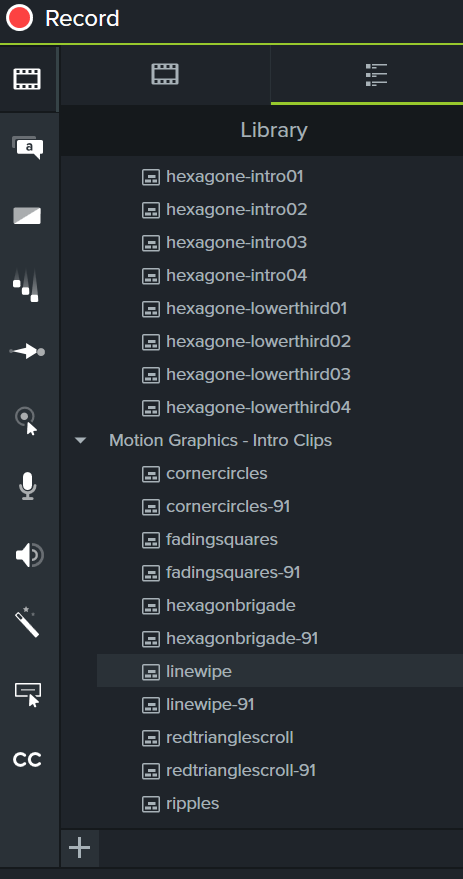 Record
Library
hexagone-intro01
hexagone-intro02
hexagone-intro03
hexagone-intro04
hexagone-lowerthird01
hexagone-lowerthird02
hexagone-lowerthird03
hexagone-lowerthird04
Motion Graphics - Intro Clips
cornercircles
cornercircles-91
fadingsquares
fadingsquares-91
hexagonbrigade
hexagonbrigade-91
linewipe
linewipe-91
redtrianglescroll
redtrianglescroll-91
ripples
a
CC